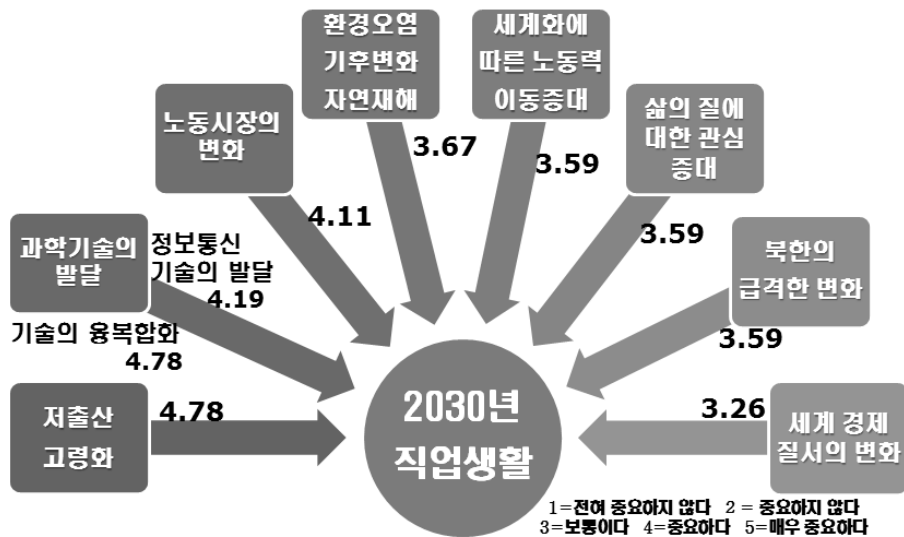 환경오염
기후변화
자연재해
3.67
세계화에
따른 노동력
이동증대
3.59
노동시장의
변화
4.11
삶의 질에
대한 관심
증대
3.59
과학기술의
발달
정보통신
기술의 발달
4.19
기술의 융복합화
4.78
북한의
급격한 변화
3.59
저출산
고령화
4.78
2030년
직업생활
세계 경제
질서의 변화
3.26
1=전혀 중요하지 않다 2 = 중요하지 않다
3=보통이다 4=중요하다 5=매우 중요하다